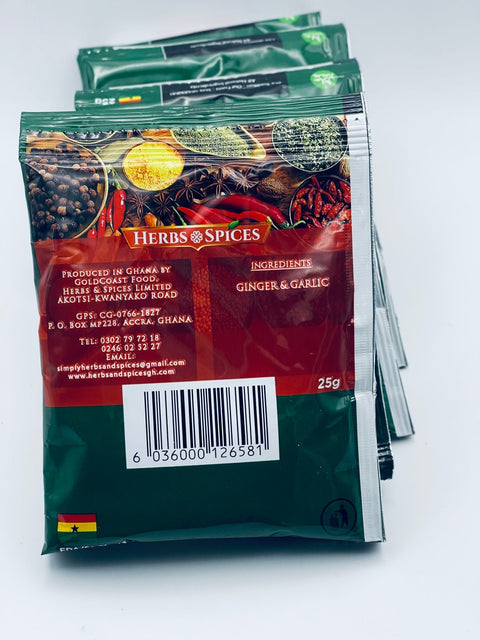 25g
HERBS SPICES
PRODUCED IN GHANA BY
GOLDCOAST FOOD,
HERBS & SPICES LIMITED
AKOTSI-KWANYAKO ROAD
GPS: CG-0766-1827
P. O. BOX MP228, ACCRA, GHANA
TEL: 0302 79 72 18
0246 02 52 27
EMAIL:
simplyherbsandspices@gmail.com
www.herbsandspicesgh.com
INGREDIENTS
GINGER & GARLIC
25g
6 036000 126581